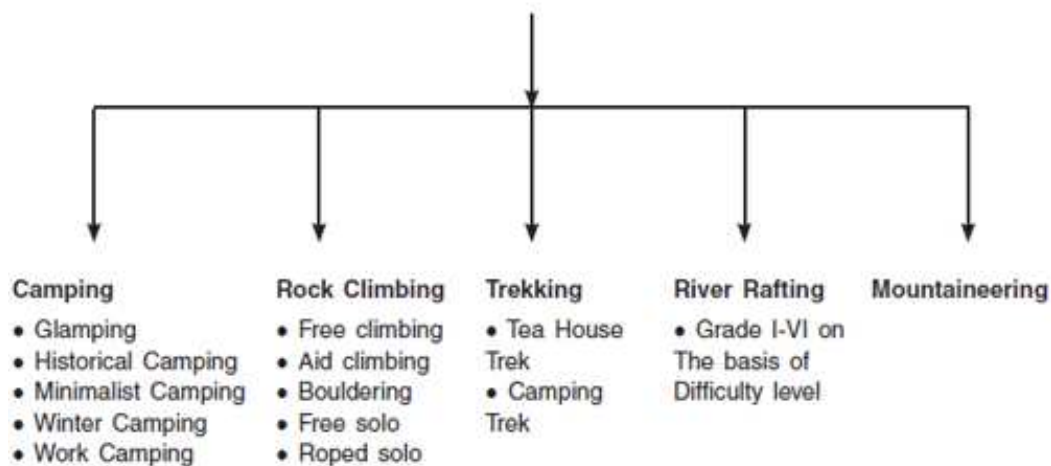 Camping
• Glamping
• Historical Camping
• Minimalist Camping
• Winter Camping
• Work Camping
Rock Climbing
• Free climbing
• Aid climbing
• Bouldering
• Free solo
• Roped solo
Trekking
• Tea House
Trek
• Camping
Trek
River Rafting
• Grade I-VI on
The basis of
Difficulty level
Mountaineering